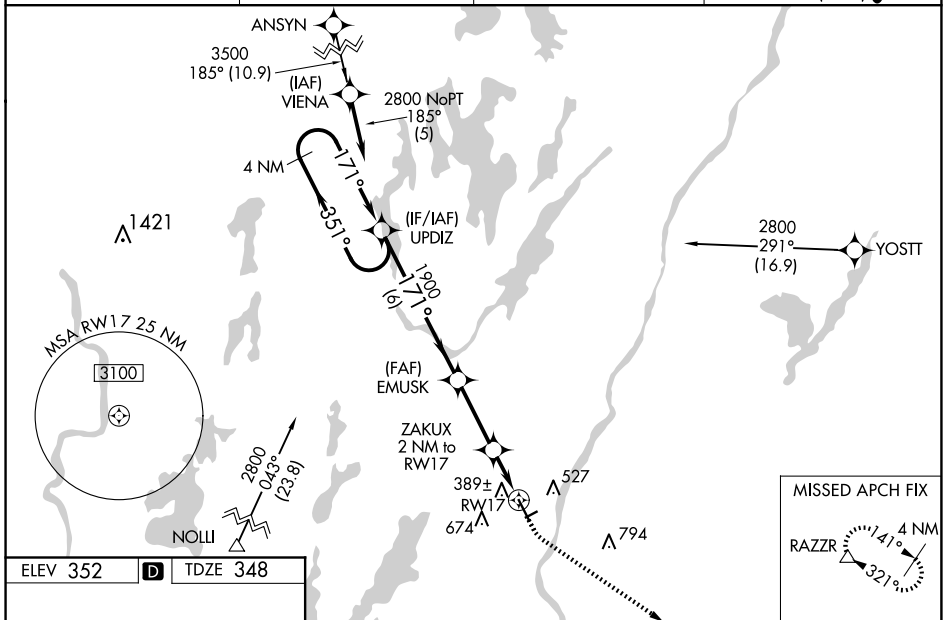 ANSYN
3500
185° (10.9)
(IAF)
VIENA
2800 NoPT
185°
(5)
4 NM
171°
351°
(IF/IAF)
UPDIZ
1421
2800
291°
(16.9)
YOSTT
1900
171°
(6)
MSA RW17 25 NM
3100
(FAF)
EMUSK
ZAKUX
2 NM to
RW17
2800
043°
(23.8)
NOLLI
389±
RW17
527
674
794
MISSED APCH FIX
4 NM
RAZZR
141°
321°
ELEV 352
D
TDZE 348